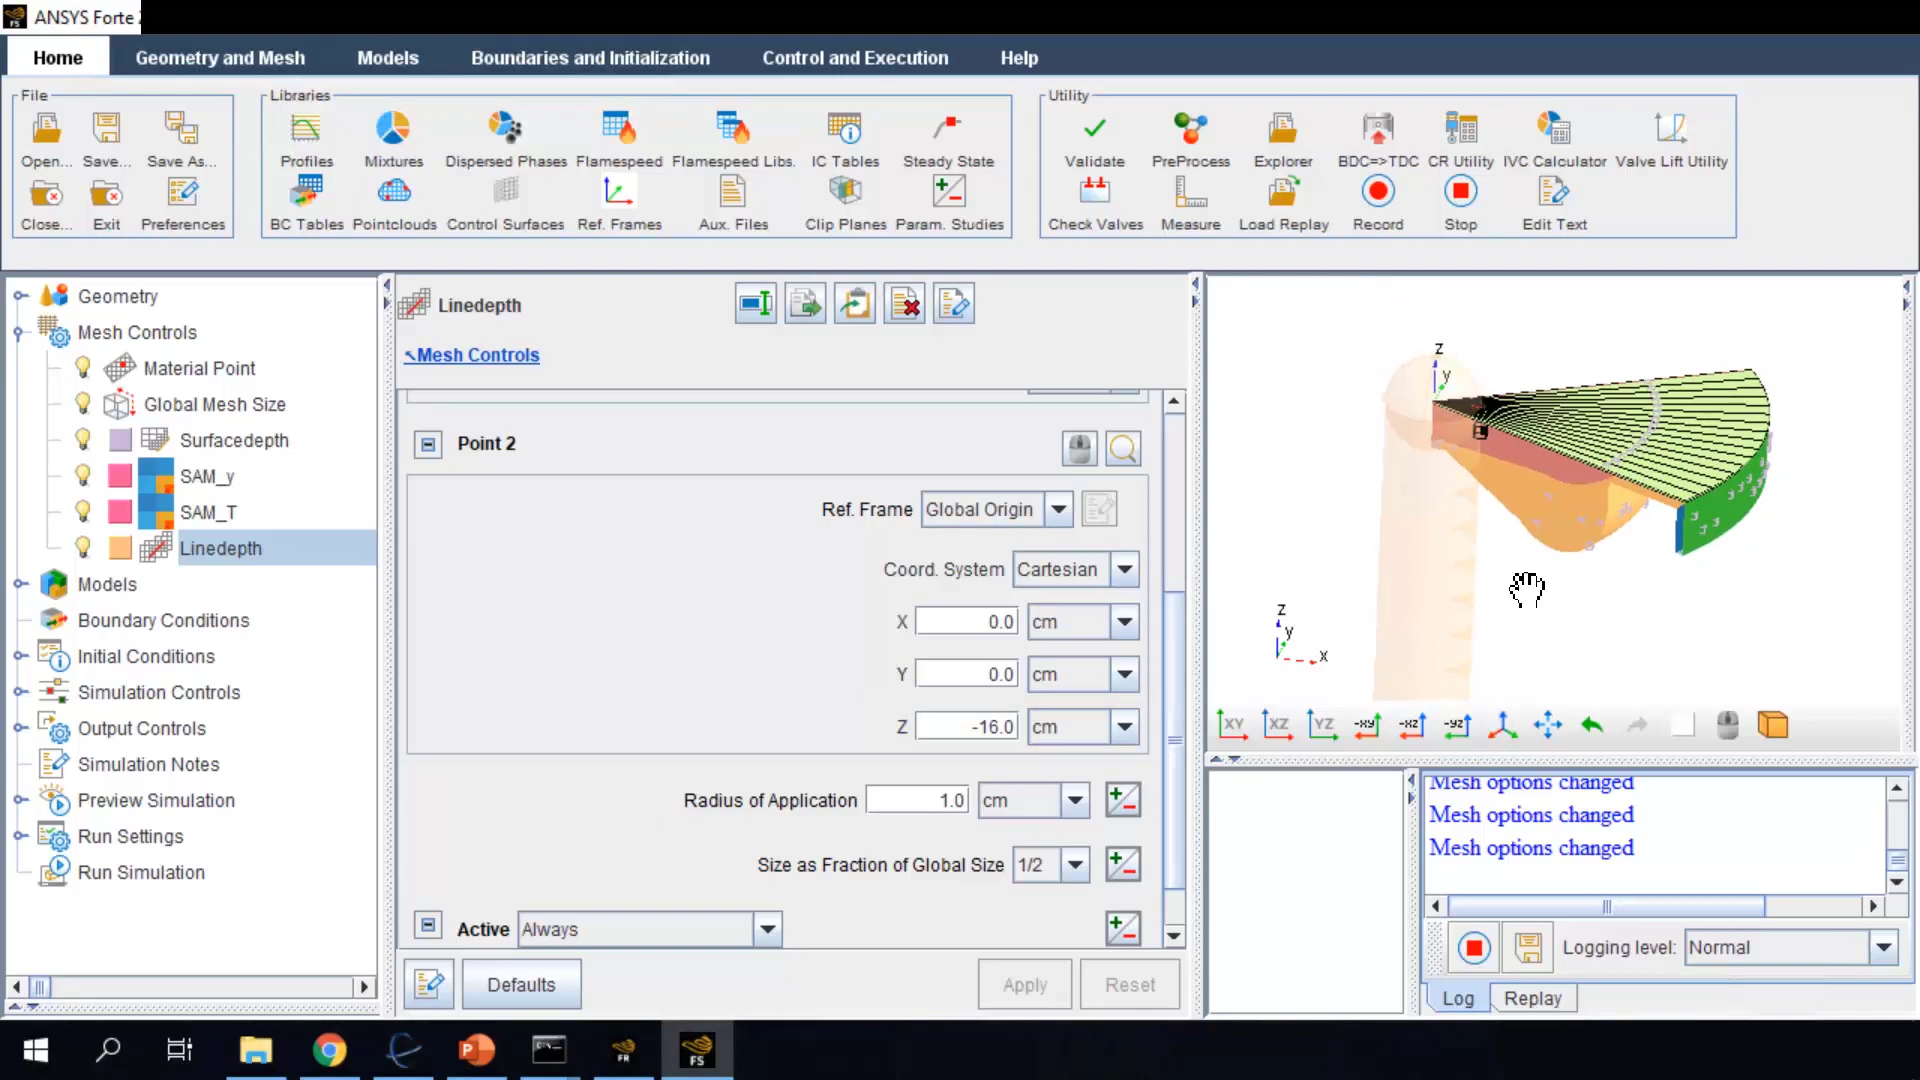 ANSYS Forte
Home
Geometry and Mesh
Models
Boundaries and Initialization
Control and Execution
Help
File
Libraries
Utility
Open...
Save...
Save As...
Profiles
Mixtures
Dispersed Phases
Flamespeed
Flamespeed Libs.
IC Tables
Steady State
Validate
PreProcess
Explorer
BDC=>TDC
CR Utility
IVC Calculator
Valve Lift Utility
Close...
Exit
Preferences
BC Tables
Pointclouds
Control Surfaces
Ref. Frames
Aux. Files
Clip Planes
Param. Studies
Check Valves
Measure
Load Replay
Record
Stop
Edit Text
Geometry
Mesh Controls
Material Point
Global Mesh Size
Surfacedepth
SAM_y
SAM_T
Linedepth
Models
Boundary Conditions
Initial Conditions
Simulation Controls
Output Controls
Simulation Notes
Preview Simulation
Run Settings
Run Simulation
Linedepth
Mesh Controls
Point 2
Ref. Frame Global Origin
Coord. System Cartesian
X 0.0 cm
Y 0.0 cm
Z -16.0 cm
Radius of Application 1.0 cm
Size as Fraction of Global Size 1/2
Active Always
Defaults
Apply
Reset
z
y
z
y
x
XY
XZ
YZ
-xy
-xz
-yz
Mesh options changed
Mesh options changed
Mesh options changed
Logging level: Normal
Log
Replay
FR
FS